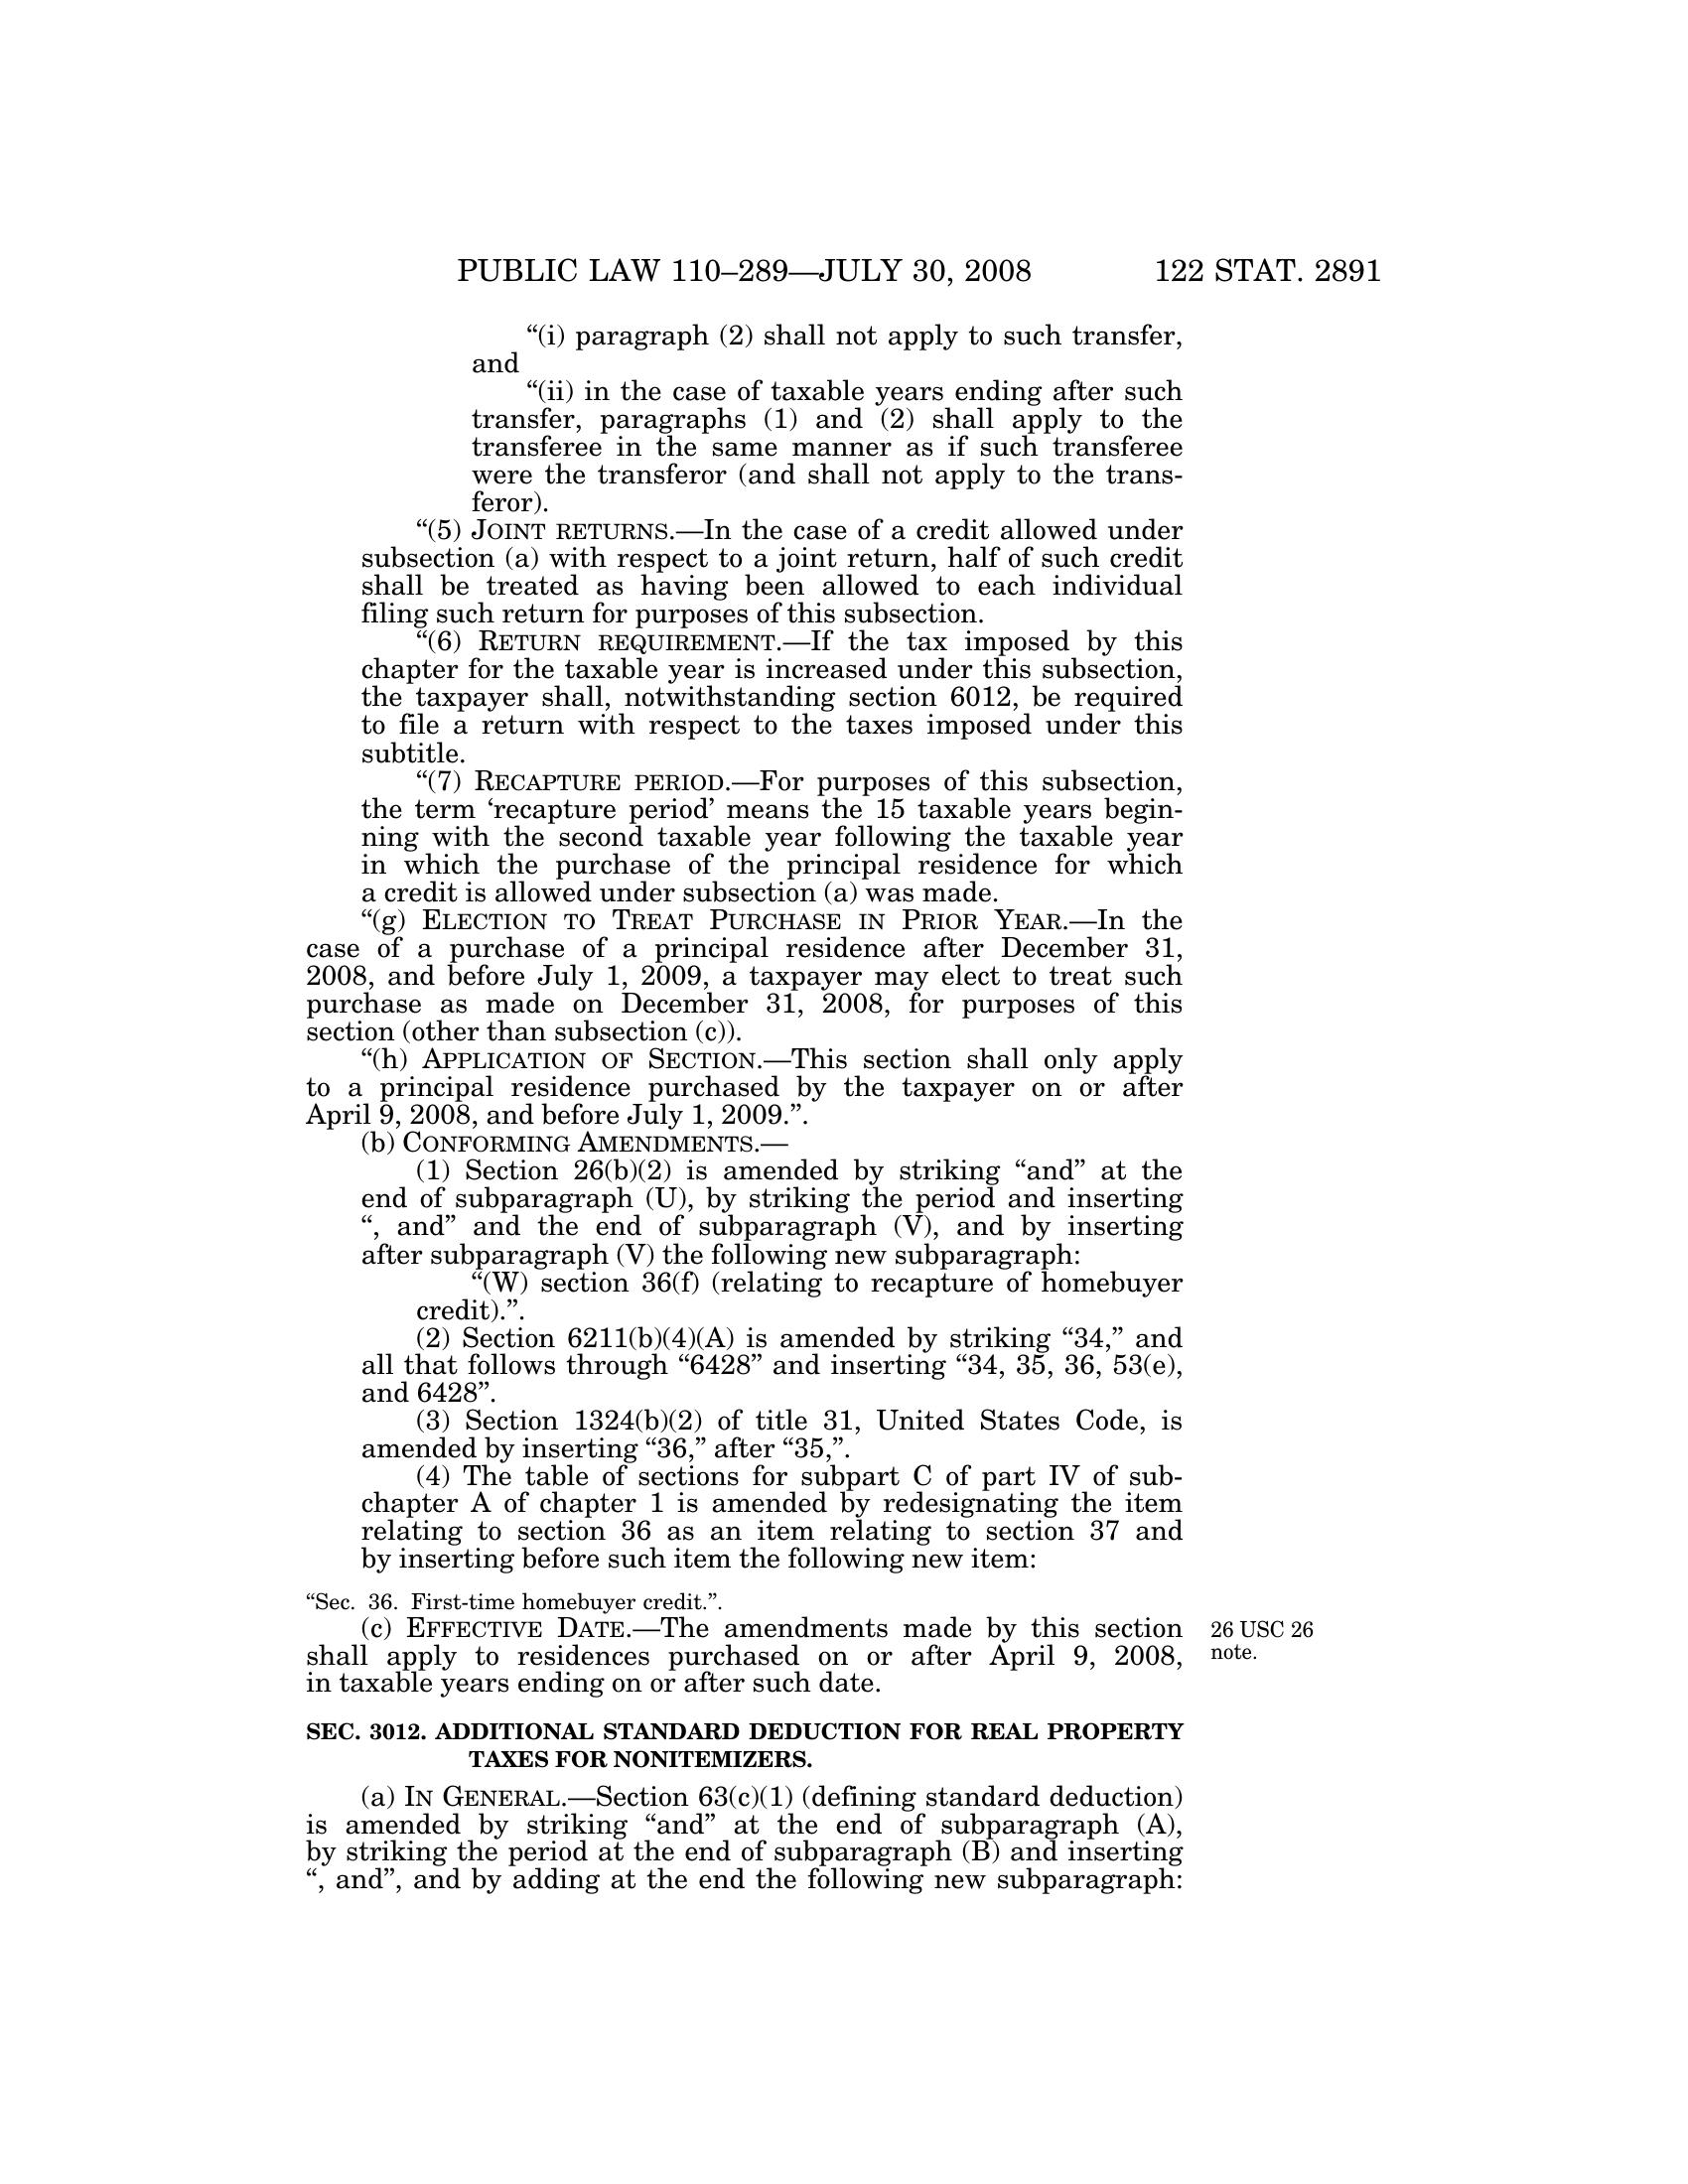 PUBLIC LAW 110–289—JULY 30, 2008 122 STAT. 2891
“(i) paragraph (2) shall not apply to such transfer,
and
“(ii) in the case of taxable years ending after such
transfer, paragraphs (1) and (2) shall apply to the
transferee in the same manner as if such transferee
were the transferor (and shall not apply to the trans-
feror).
“(5) JOINT RETURNS.—In the case of a credit allowed under
subsection (a) with respect to a joint return, half of such credit
shall be treated as having been allowed to each individual
filing such return for purposes of this subsection.
“(6) RETURN REQUIREMENT.—If the tax imposed by this
chapter for the taxable year is increased under this subsection,
the taxpayer shall, notwithstanding section 6012, be required
to file a return with respect to the taxes imposed under this
subtitle.
“(7) RECAPTURE PERIOD.—For purposes of this subsection,
the term ‘recapture period’ means the 15 taxable years begin-
ning with the second taxable year following the taxable year
in which the purchase of the principal residence for which
a credit is allowed under subsection (a) was made.
“(g) ELECTION TO TREAT PURCHASE IN PRIOR YEAR.—In the
case of a purchase of a principal residence after December 31,
2008, and before July 1, 2009, a taxpayer may elect to treat such
purchase as made on December 31, 2008, for purposes of this
section (other than subsection (c)).
“(h) APPLICATION OF SECTION.—This section shall only apply
to a principal residence purchased by the taxpayer on or after
April 9, 2008, and before July 1, 2009.”.
(b) CONFORMING AMENDMENTS.—
(1) Section 26(b)(2) is amended by striking “and” at the
end of subparagraph (U), by striking the period and inserting
“, and” and the end of subparagraph (V), and by inserting
after subparagraph (V) the following new subparagraph:
“(W) section 36(f) (relating to recapture of homebuyer
credit).”.
(2) Section 6211(b)(4)(A) is amended by striking “34,” and
all that follows through “6428” and inserting “34, 35, 36, 53(e),
and 6428”.
(3) Section 1324(b)(2) of title 31, United States Code, is
amended by inserting “36,” after “35,”.
(4) The table of sections for subpart C of part IV of sub-
chapter A of chapter 1 is amended by redesignating the item
relating to section 36 as an item relating to section 37 and
by inserting before such item the following new item:
“Sec. 36. First-time homebuyer credit.”.
(c) EFFECTIVE DATE.—The amendments made by this section
shall apply to residences purchased on or after April 9, 2008,
in taxable years ending on or after such date.
26 USC 26
note.
SEC. 3012. ADDITIONAL STANDARD DEDUCTION FOR REAL PROPERTY
TAXES FOR NONITEMIZERS.
(a) IN GENERAL.—Section 63(c)(1) (defining standard deduction)
is amended by striking “and” at the end of subparagraph (A),
by striking the period at the end of subparagraph (B) and inserting
“, and”, and by adding at the end the following new subparagraph: